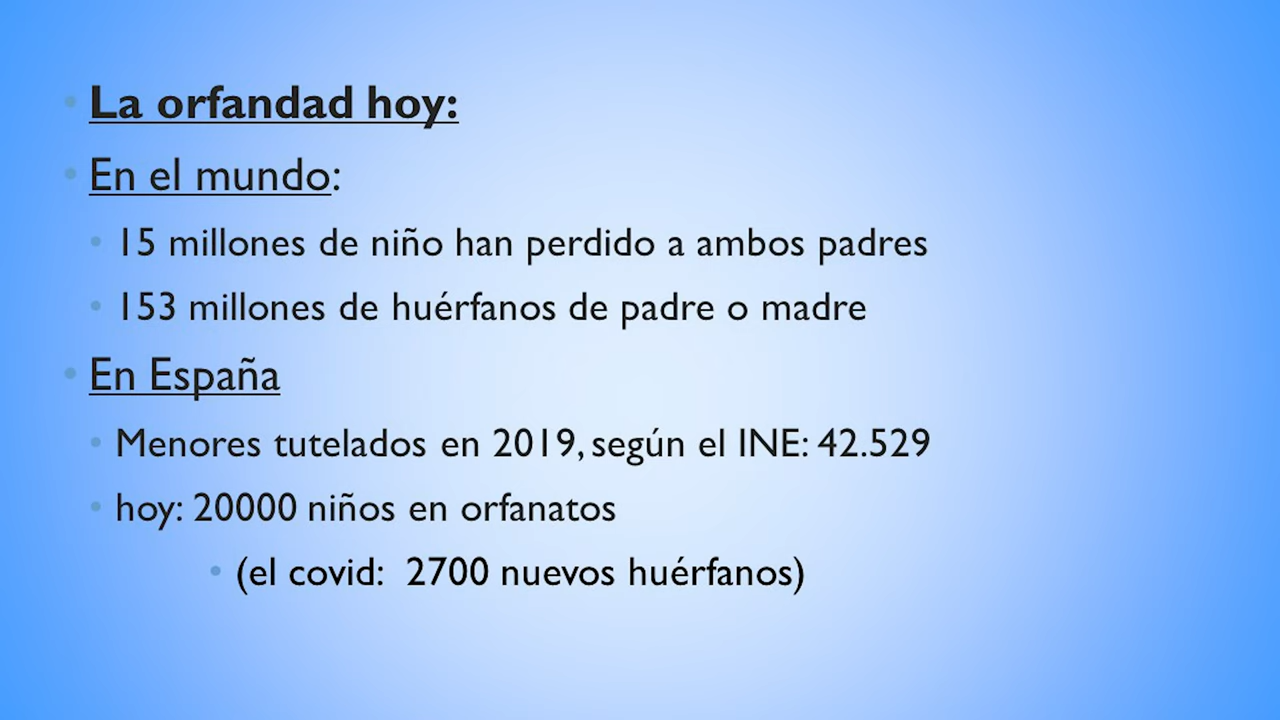 La orfandad hoy:
En el mundo:
15 millones de niño han perdido a ambos padres
153 millones de huérfanos de padre o madre
En España
Menores tutelados en 2019, según el INE: 42.529
hoy: 20000 niños en orfanatos
(el covid:  2700 nuevos huérfanos)